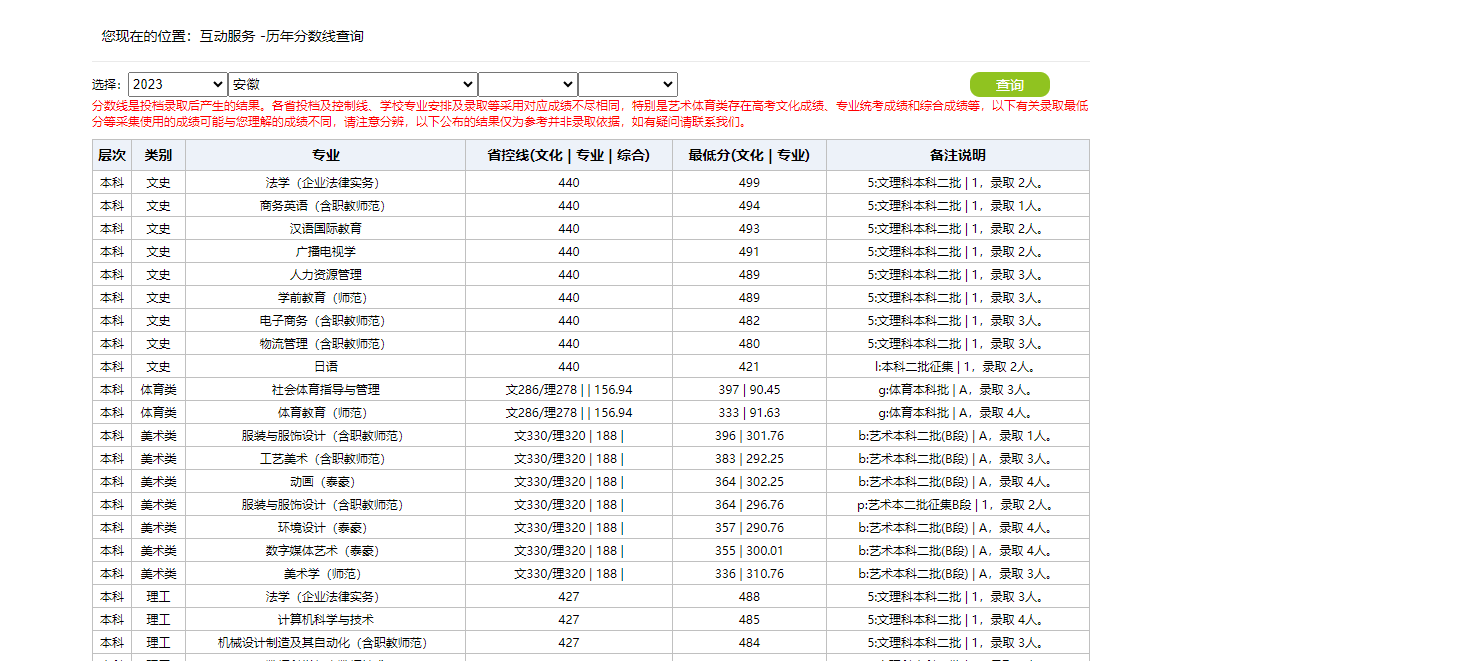 您现在的位置：互动服务 -历年分数线查询
选择： 2023 安徽 查询
分数线是投档录取后产生的结果。各省投档及控制线、学校专业安排及录取等采用对应成绩不尽相同，特别是艺术体育类存在高考文化成绩、专业统考成绩和综合成绩等，以下有关录取最低
分等采集使用的成绩可能与您理解的成绩不同，请注意分辨，以下公布的结果仅为参考并非录取依据，如有疑问请联系我们。
层次 类别 专业 省控线(文化 | 专业 | 综合) 最低分(文化 | 专业) 备注说明
本科 文史 法学（企业法律实务） 440 499 5:文理科本科二批 | 1，录取 2人。
本科 文史 商务英语（含职教师范） 440 494 5:文理科本科二批 | 1，录取 1人。
本科 文史 汉语国际教育 440 493 5:文理科本科二批 | 1，录取 2人。
本科 文史 广播电视学 440 491 5:文理科本科二批 | 1，录取 2人。
本科 文史 人力资源管理 440 489 5:文理科本科二批 | 1，录取 3人。
本科 文史 学前教育（师范） 440 489 5:文理科本科二批 | 1，录取 3人。
本科 文史 电子商务（含职教师范） 440 482 5:文理科本科二批 | 1，录取 3人。
本科 文史 物流管理（含职教师范） 440 480 5:文理科本科二批 | 1，录取 3人。
本科 文史 日语 440 421 l:本科二批征集 | 1，录取 2人。
本科 体育类 社会体育指导与管理 文286/理278 | | 156.94 397 | 90.45 g:体育本科批 | A，录取 3人。
本科 体育类 体育教育（师范） 文286/理278 | | 156.94 333 | 91.63 g:体育本科批 | A，录取 4人。
本科 美术类 服装与服饰设计（含职教师范） 文330/理320 | 188 | 396 | 301.76 b:艺术本科二批(B段) | A，录取 1人。
本科 美术类 工艺美术（含职教师范） 文330/理320 | 188 | 383 | 292.25 b:艺术本科二批(B段) | A，录取 3人。
本科 美术类 动画（泰豪） 文330/理320 | 188 | 364 | 302.25 b:艺术本科二批(B段) | A，录取 4人。
本科 美术类 服装与服饰设计（含职教师范） 文330/理320 | 188 | 364 | 296.76 p:艺术本二批征集B段 | 1，录取 2人。
本科 美术类 环境设计（泰豪） 文330/理320 | 188 | 357 | 290.76 b:艺术本科二批(B段) | A，录取 4人。
本科 美术类 数字媒体艺术（泰豪） 文330/理320 | 188 | 355 | 300.01 b:艺术本科二批(B段) | A，录取 4人。
本科 美术类 美术学（师范） 文330/理320 | 188 | 336 | 310.76 b:艺术本科二批(B段) | A，录取 3人。
本科 理工 法学（企业法律实务） 427 488 5:文理科本科二批 | 1，录取 3人。
本科 理工 计算机科学与技术 427 485 5:文理科本科二批 | 1，录取 4人。
本科 理工 机械设计制造及其自动化（含职教师范） 427 484 5:文理科本科二批 | 1，录取 3人。